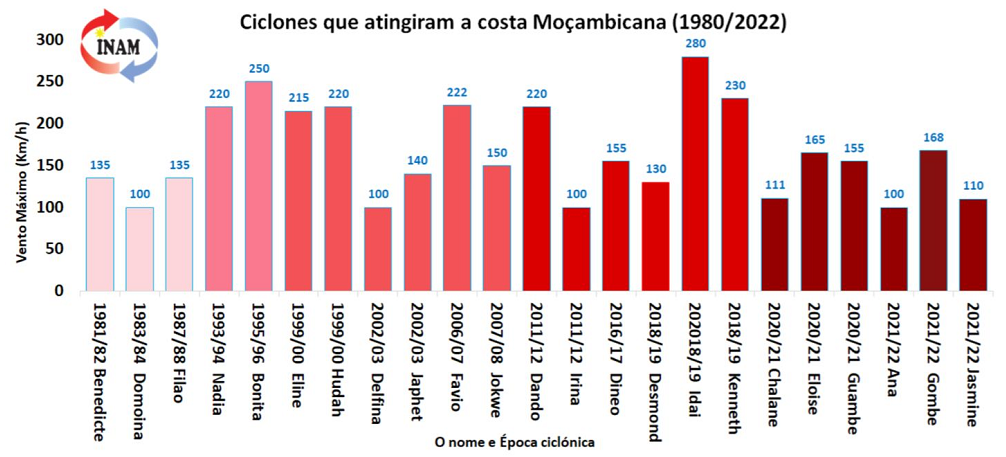 Ciclones que atingiram a costa Moçambicana (1980/2022)
INAM
Vento Máximo (Km/h)
300
250
200
150
100
50
0
135
100
135
220
250
215
220
100
140
222
150
220
100
155
130
280
230
111
165
155
100
168
110
1981/82 Benedicte
1983/84 Domoina
1987/88 Filao
1993/94 Nadia
1995/96 Bonita
1999/00 Eline
1999/00 Hudah
2002/03 Delfina
2002/03 Japhet
2006/07 Favio
2007/08 Jokwe
2011/12 Dando
2011/12 Irina
2016/17 Dineo
2018/19 Desmond
20218/19 Idai
2018/19 Kenneth
2020/21 Chalane
2020/21 Eloise
2020/21 Guambe
2021/22 Ana
2021/22 Gombe
2021/22 Jasmine
O nome e Época ciclónica